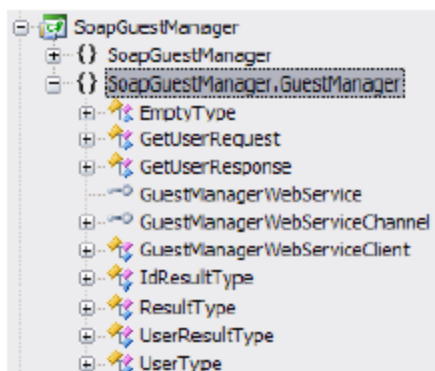 SoapGuestManager
{} SoapGuestManager
{} SoapGuestManager.GuestManager
EmptyType
GetUserRequest
GetUserResponse
GuestManagerWebService
GuestManagerWebServiceChannel
GuestManagerWebServiceClient
IdResultType
ResultType
UserResultType
UserType